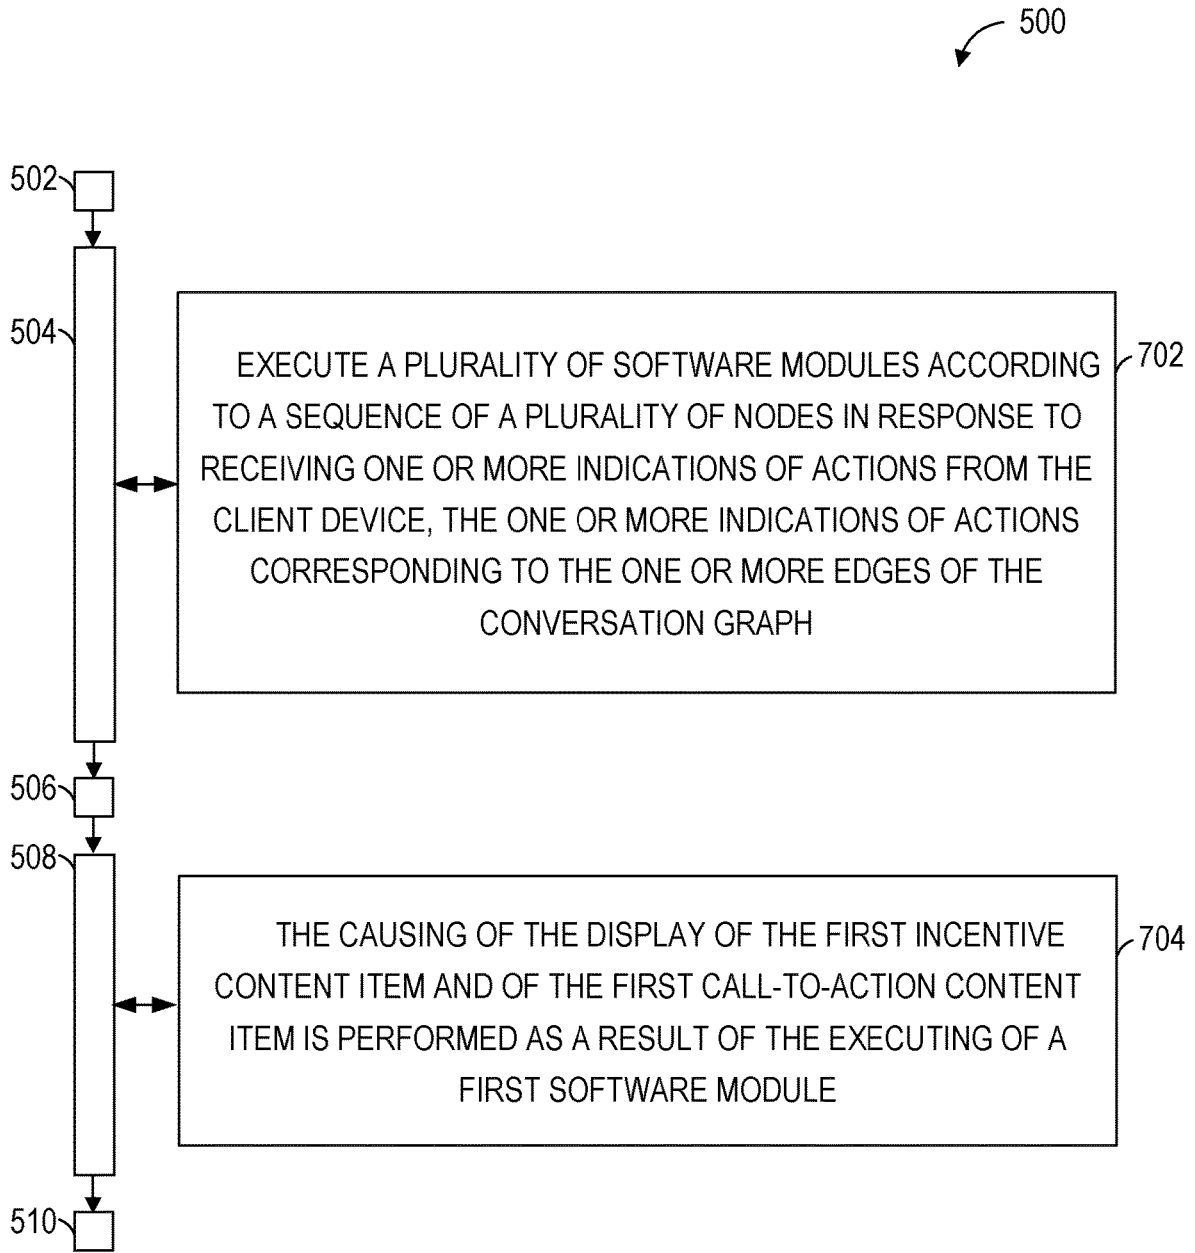 500
502
504
EXECUTE A PLURALITY OF SOFTWARE MODULES ACCORDING
TO A SEQUENCE OF A PLURALITY OF NODES IN RESPONSE TO
RECEIVING ONE OR MORE INDICATIONS OF ACTIONS FROM THE
CLIENT DEVICE, THE ONE OR MORE INDICATIONS OF ACTIONS
CORRESPONDING TO THE ONE OR MORE EDGES OF THE
CONVERSATION GRAPH
702
506
508
THE CAUSING OF THE DISPLAY OF THE FIRST INCENTIVE
CONTENT ITEM AND OF THE FIRST CALL-TO-ACTION CONTENT
ITEM IS PERFORMED AS A RESULT OF THE EXECUTING OF A
FIRST SOFTWARE MODULE
704
510